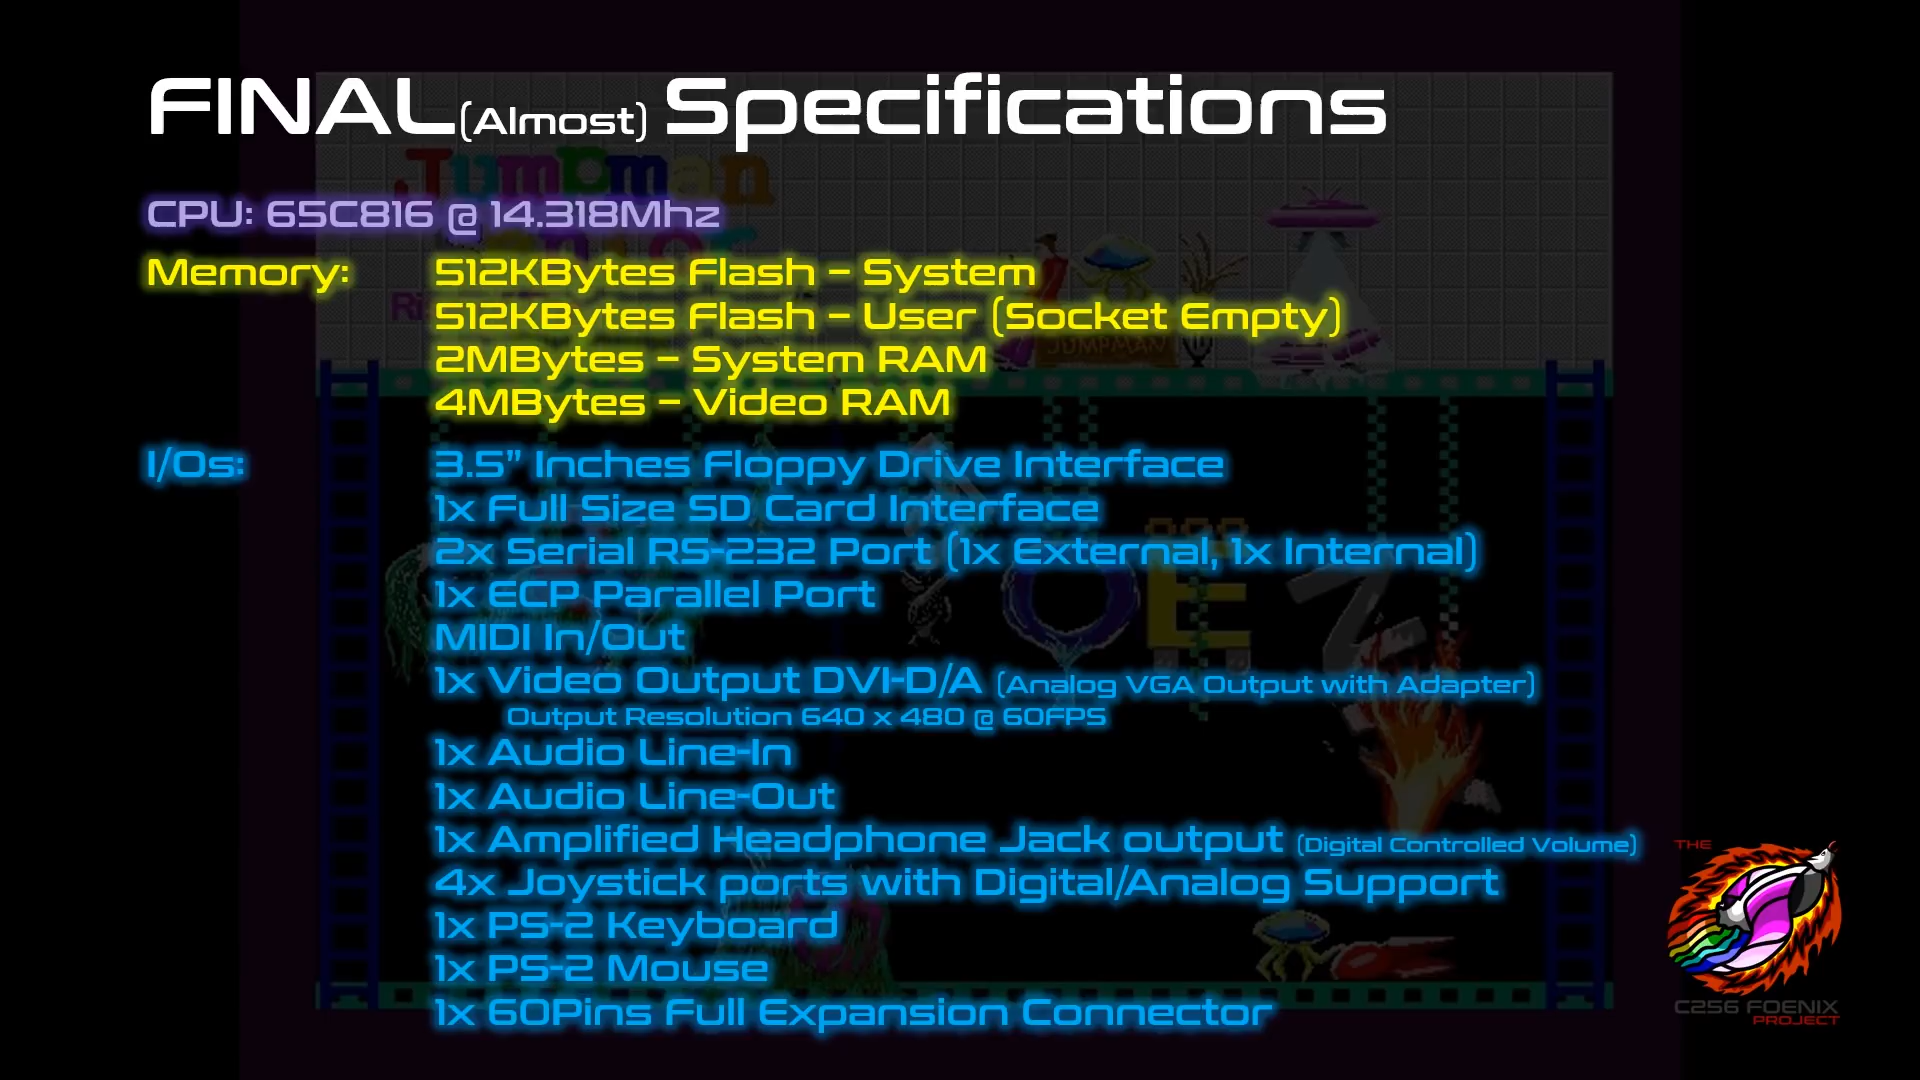 FINAL (Almost) Specifications
CPU: 65C816 @ 14.318Mhz
Memory: 512KBytes Flash – System
512KBytes Flash – User (Socket Empty)
2MBytes – System RAM
4MBytes – Video RAM
I/Os: 3.5” Inches Floppy Drive Interface
1x Full Size SD Card Interface
2x Serial RS-232 Port (1x External, 1x Internal)
1x ECP Parallel Port
MIDI In/Out
1x Video Output DVI-D/A (Analog VGA Output with Adapter)
Output Resolution 640 x 480 @ 60FPS
1x Audio Line-In
1x Audio Line-Out
1x Amplified Headphone Jack output (Digital Controlled Volume)
4x Joystick ports with Digital/Analog Support
1x PS-2 Keyboard
1x PS-2 Mouse
1x 60Pins Full Expansion Connector
Jumpman
JUMPMAN
THE
C256 FOENIX
PROJECT